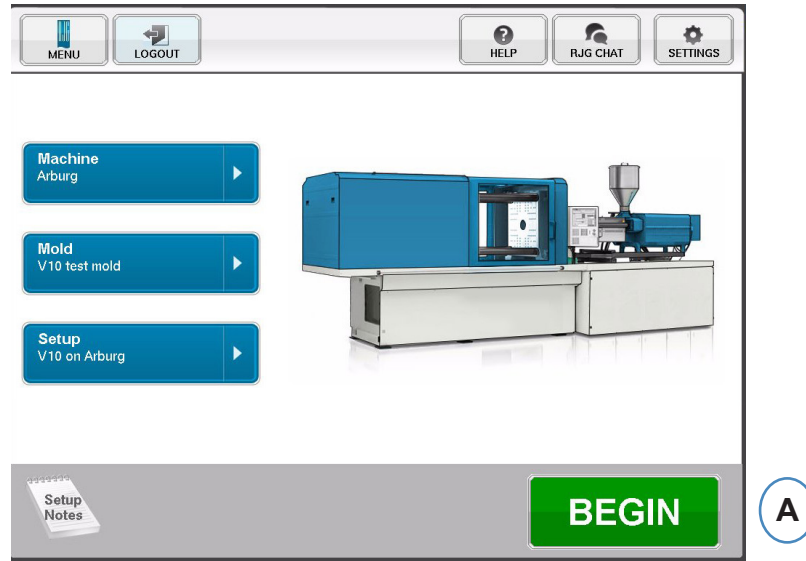 MENU
LOGOUT
HELP
RJG CHAT
SETTINGS
Machine
Arburg
Mold
V10 test mold
Setup
V10 on Arburg
Setup
Notes
BEGIN
A